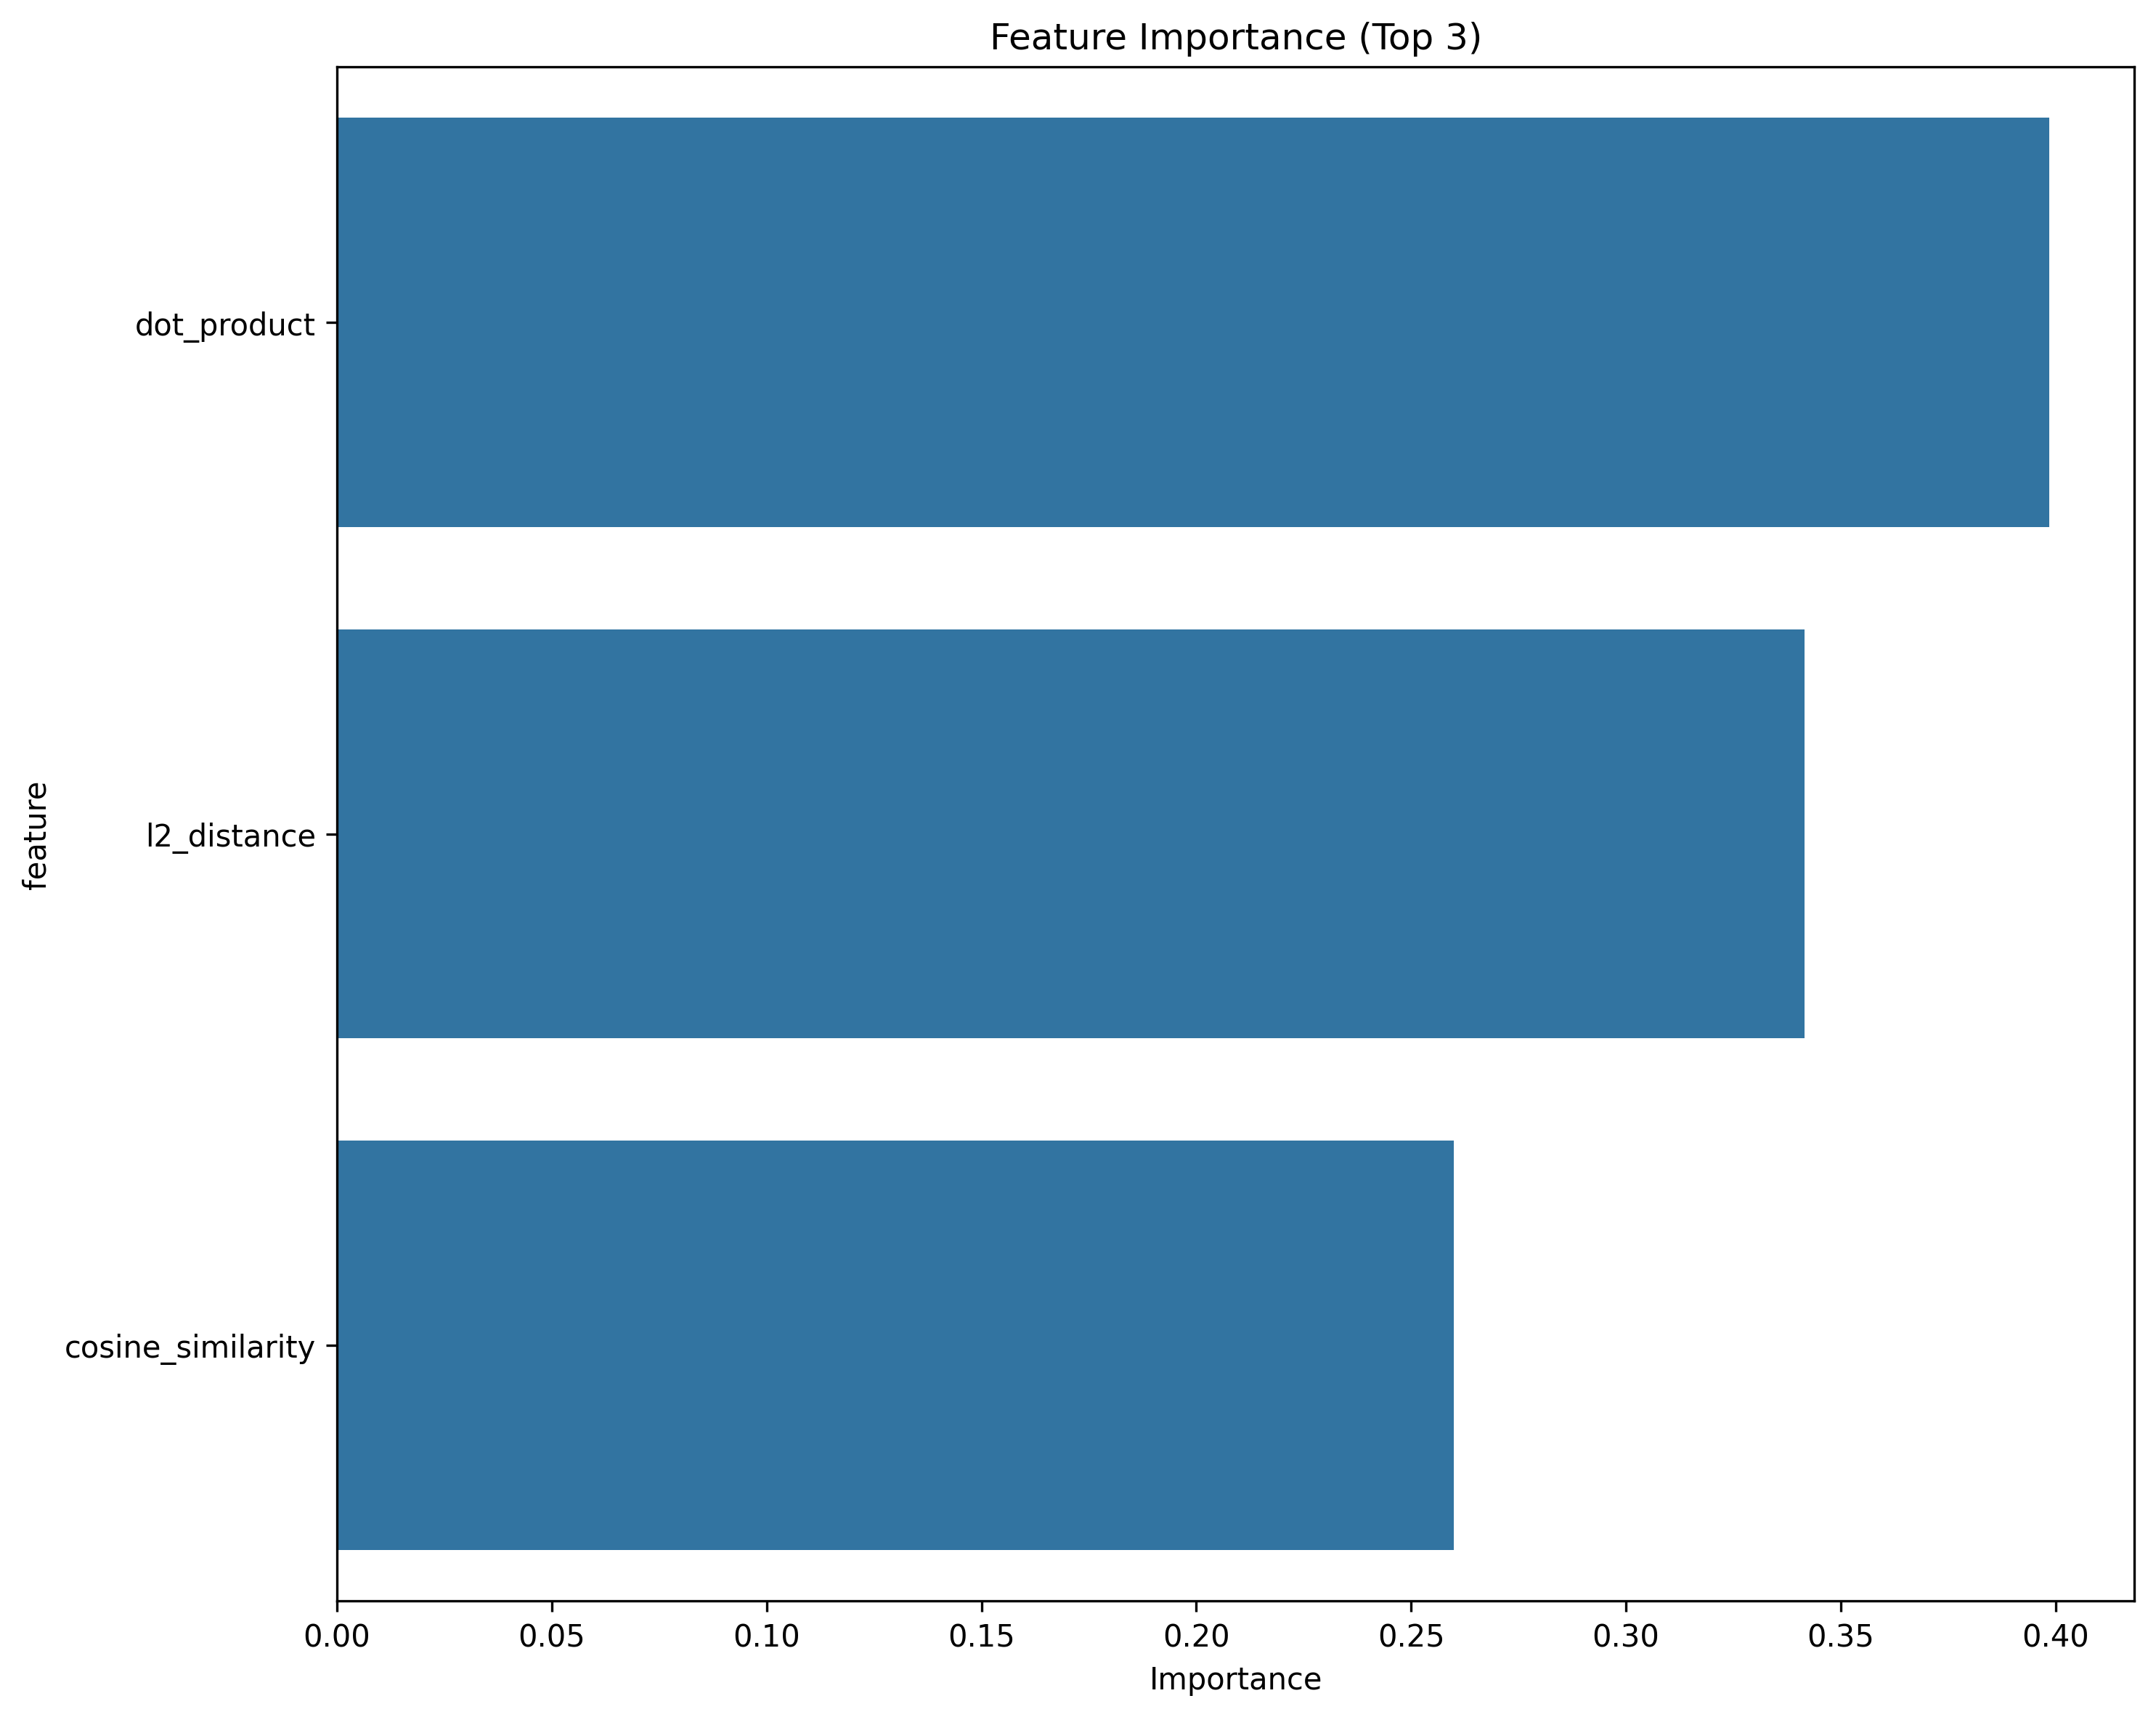 Feature Importance (Top 3)
dot_product
l2_distance
cosine_similarity
feature
0.00 0.05 0.10 0.15 0.20 0.25 0.30 0.35 0.40
Importance